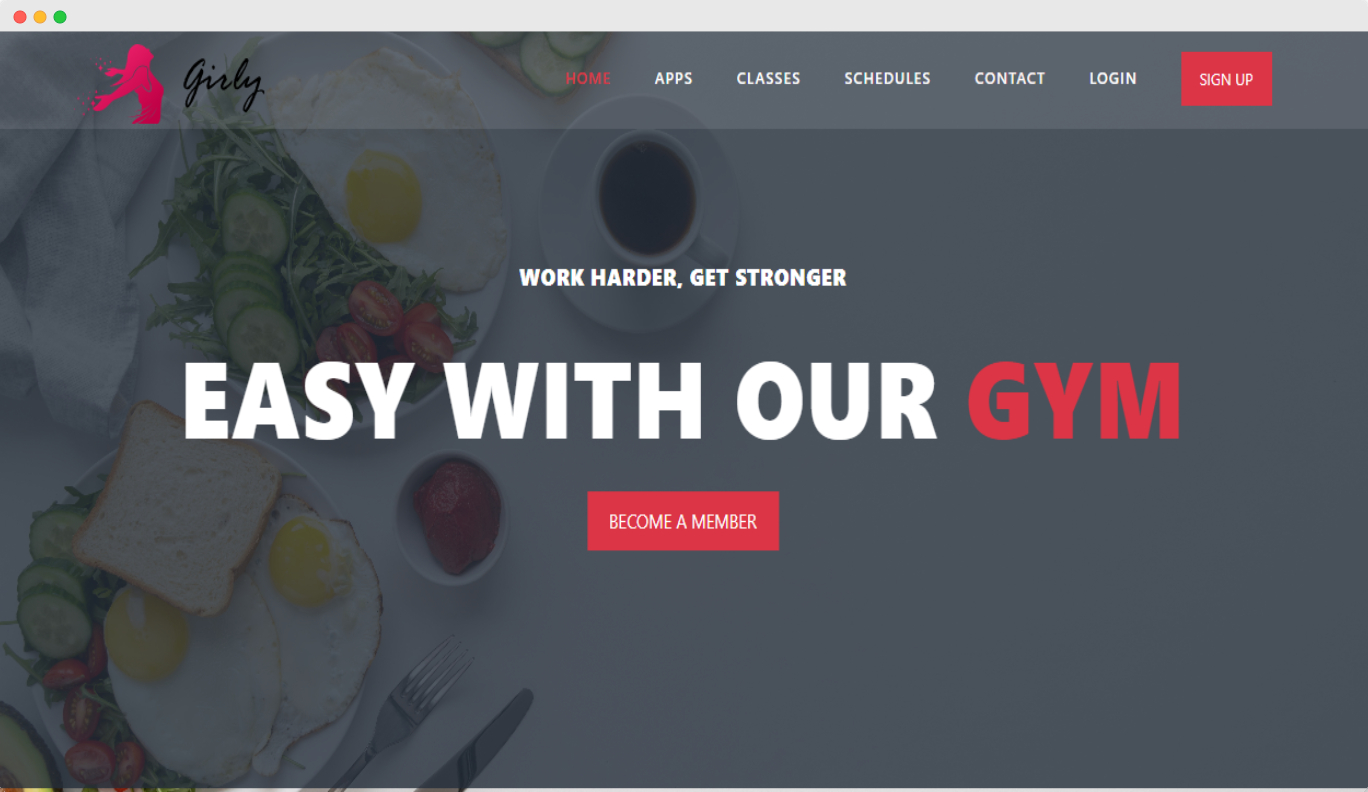 Girly
HOME APPS CLASSES SCHEDULES CONTACT LOGIN SIGN UP
WORK HARDER, GET STRONGER
EASY WITH OUR GYM
BECOME A MEMBER